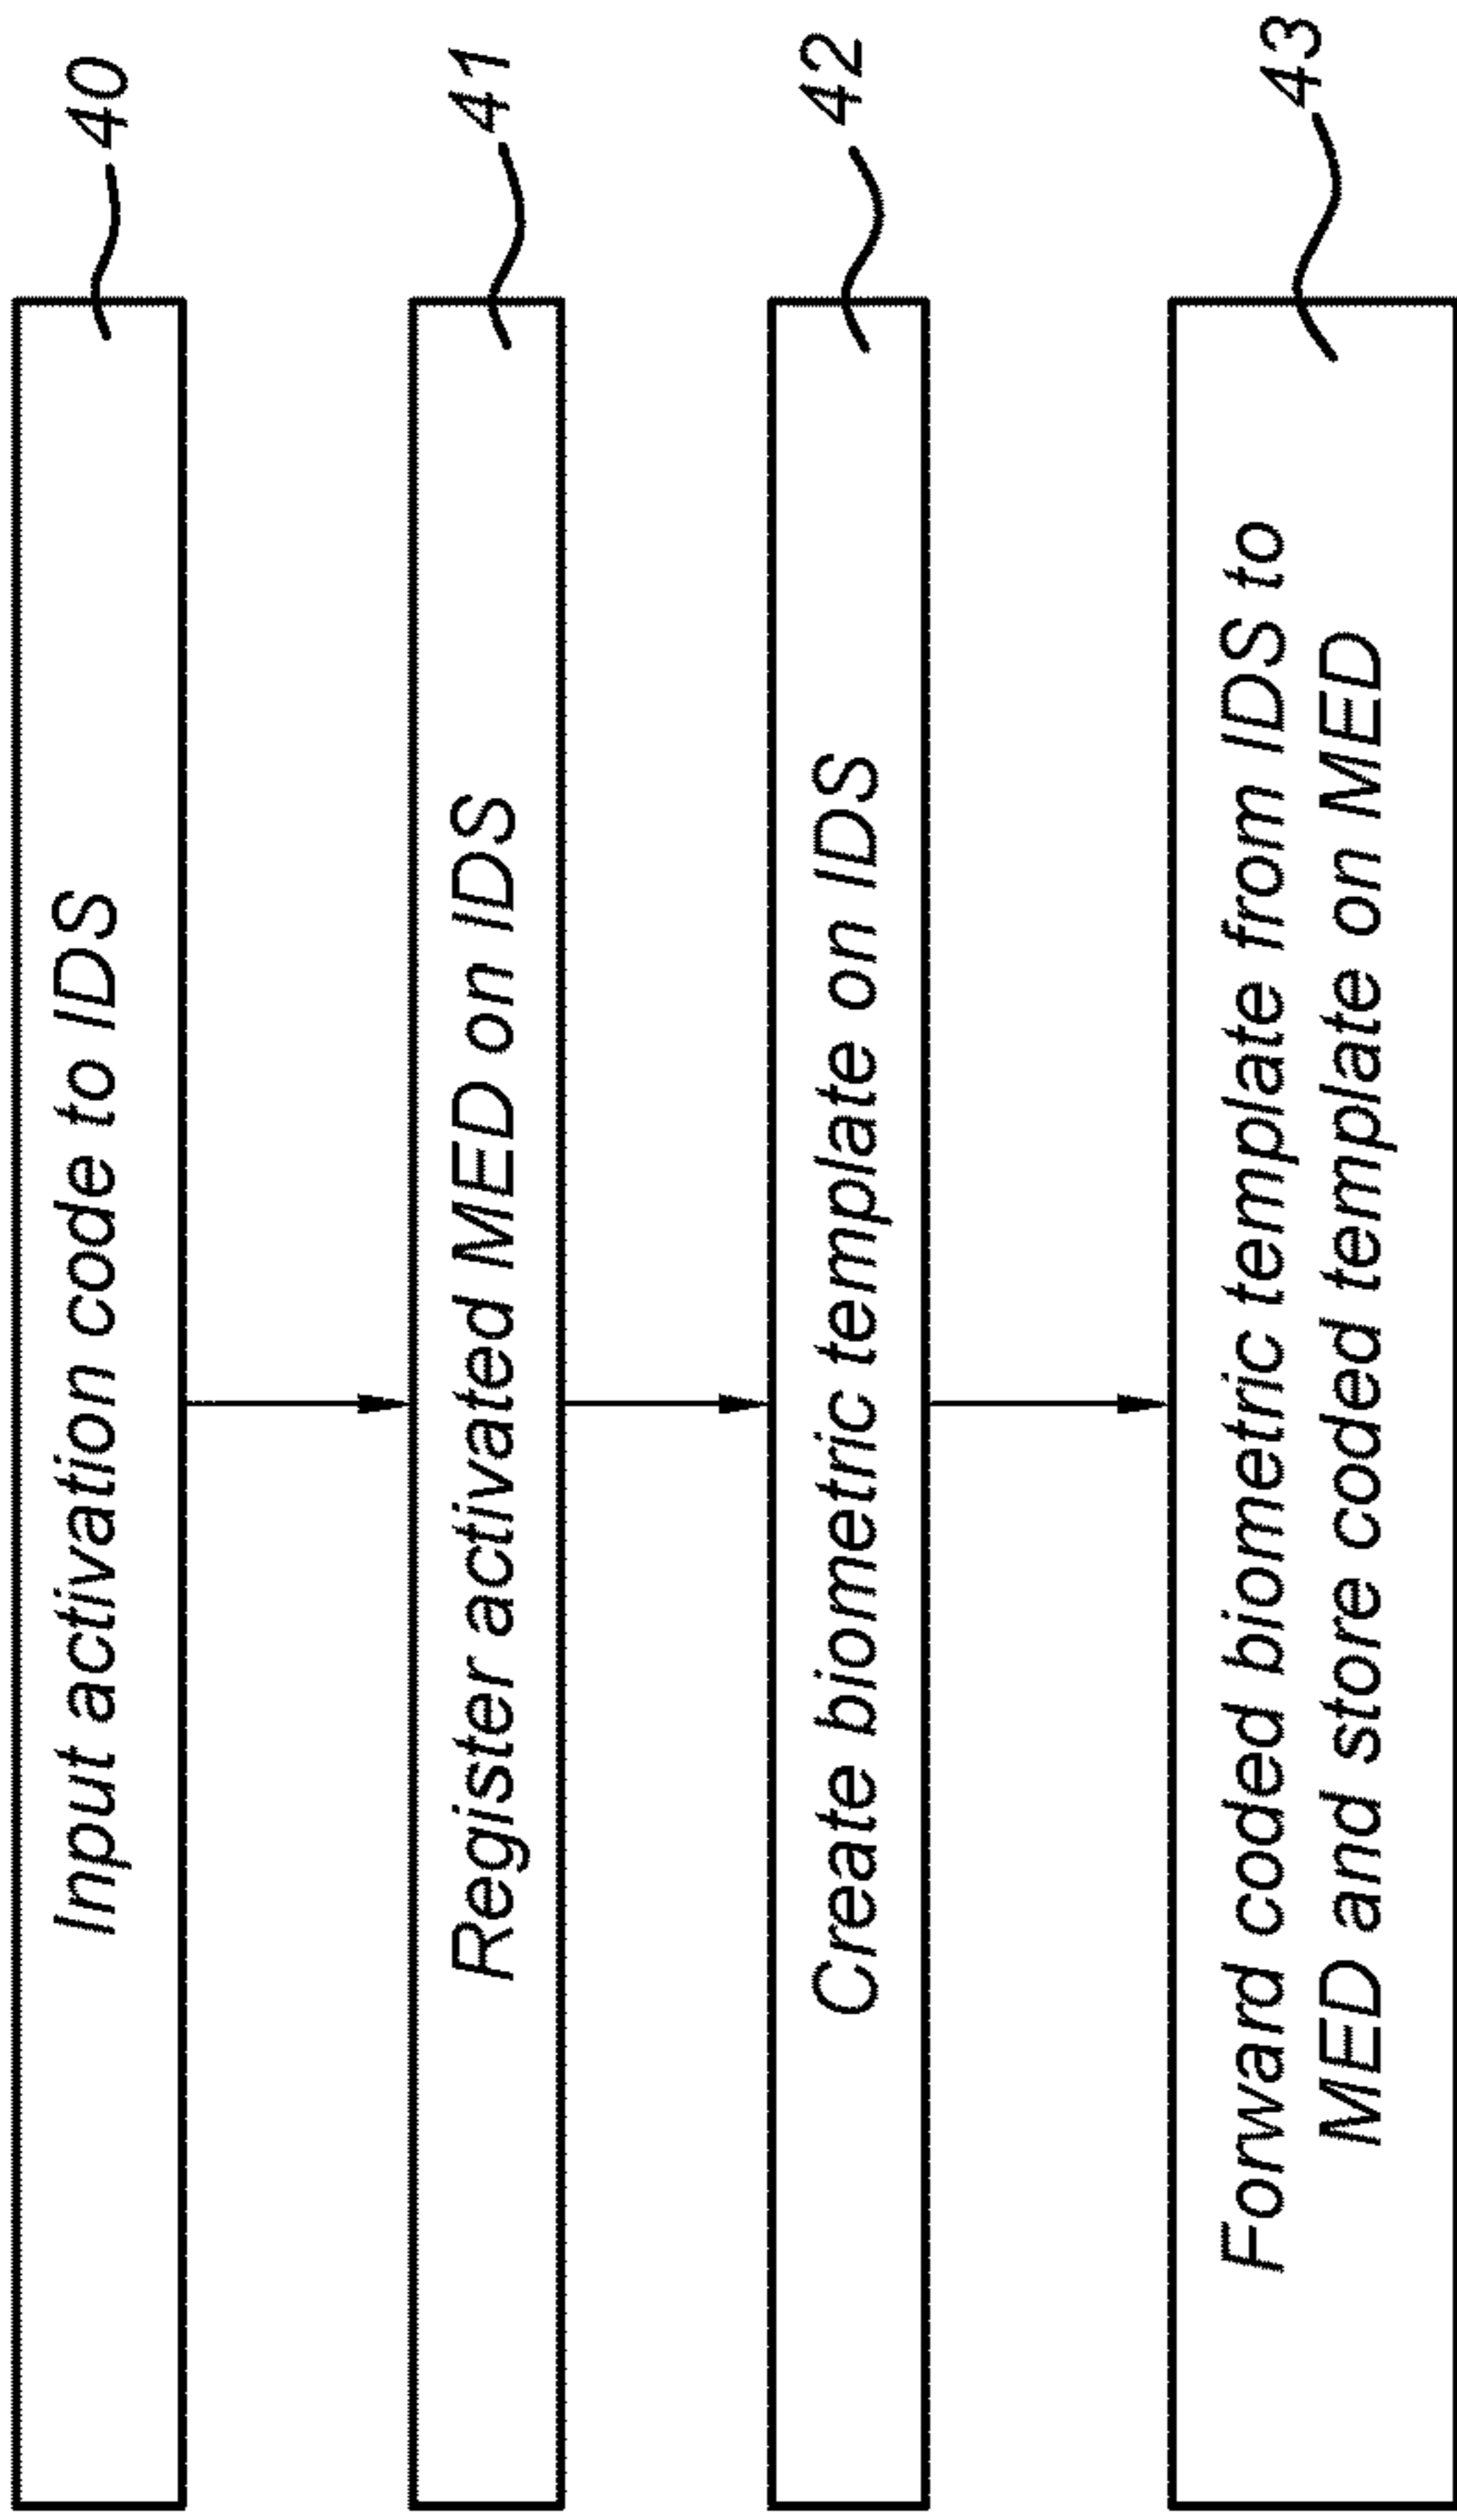 Input activation code to IDS
40
Register activated MED on IDS
41
Create biometric template on IDS
42
Forward coded biometric template from IDS to
MED and store coded template on MED
43